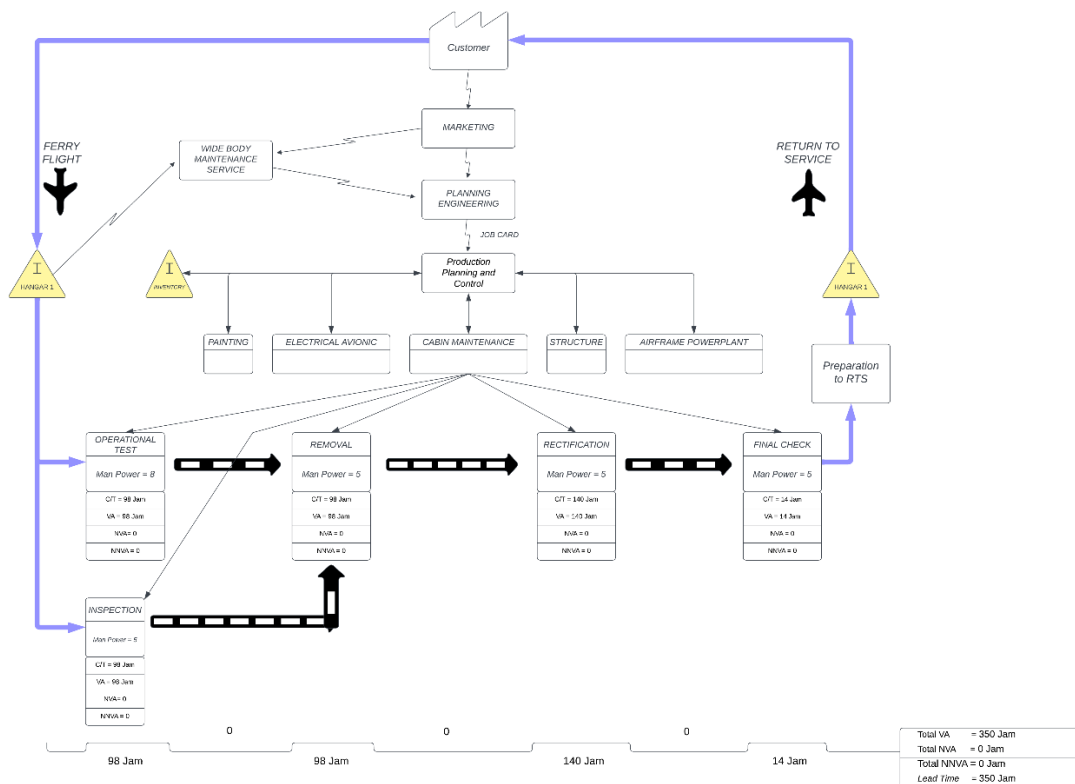 Customer
MARKETING
FERRY
FLIGHT
WIDE BODY
MAINTENANCE
SERVICE
RETURN TO
SERVICE
PLANNING
ENGINEERING
JOB CARD
I
HANGAR 1
I
INVENTORY
Production
Planning and
Control
I
HANGAR 1
PAINTING
ELECTRICAL AVIONIC
CABIN MAINTENANCE
STRUCTURE
AIRFRAME POWERPLANT
Preparation
to RTS
OPERATIONAL
TEST
Man Power = 8
C/T = 98 Jam
VA = 98 Jam
NVA = 0
NNVA = 0
REMOVAL
Man Power = 5
C/T = 98 Jam
VA = 98 Jam
NVA = 0
NNVA = 0
RECTIFICATION
Man Power = 5
C/T = 140 Jam
VA = 140 Jam
NVA = 0
NNVA = 0
FINAL CHECK
Man Power = 5
C/T = 14 Jam
VA = 14 Jam
NVA = 0
NNVA = 0
INSPECTION
Man Power = 5
C/T = 98 Jam
VA = 98 Jam
NVA= 0
NNVA = 0
0
0
0
98 Jam
98 Jam
140 Jam
14 Jam
Total VA = 350 Jam
Total NVA = 0 Jam
Total NNVA = 0 Jam
Lead Time = 350 Jam